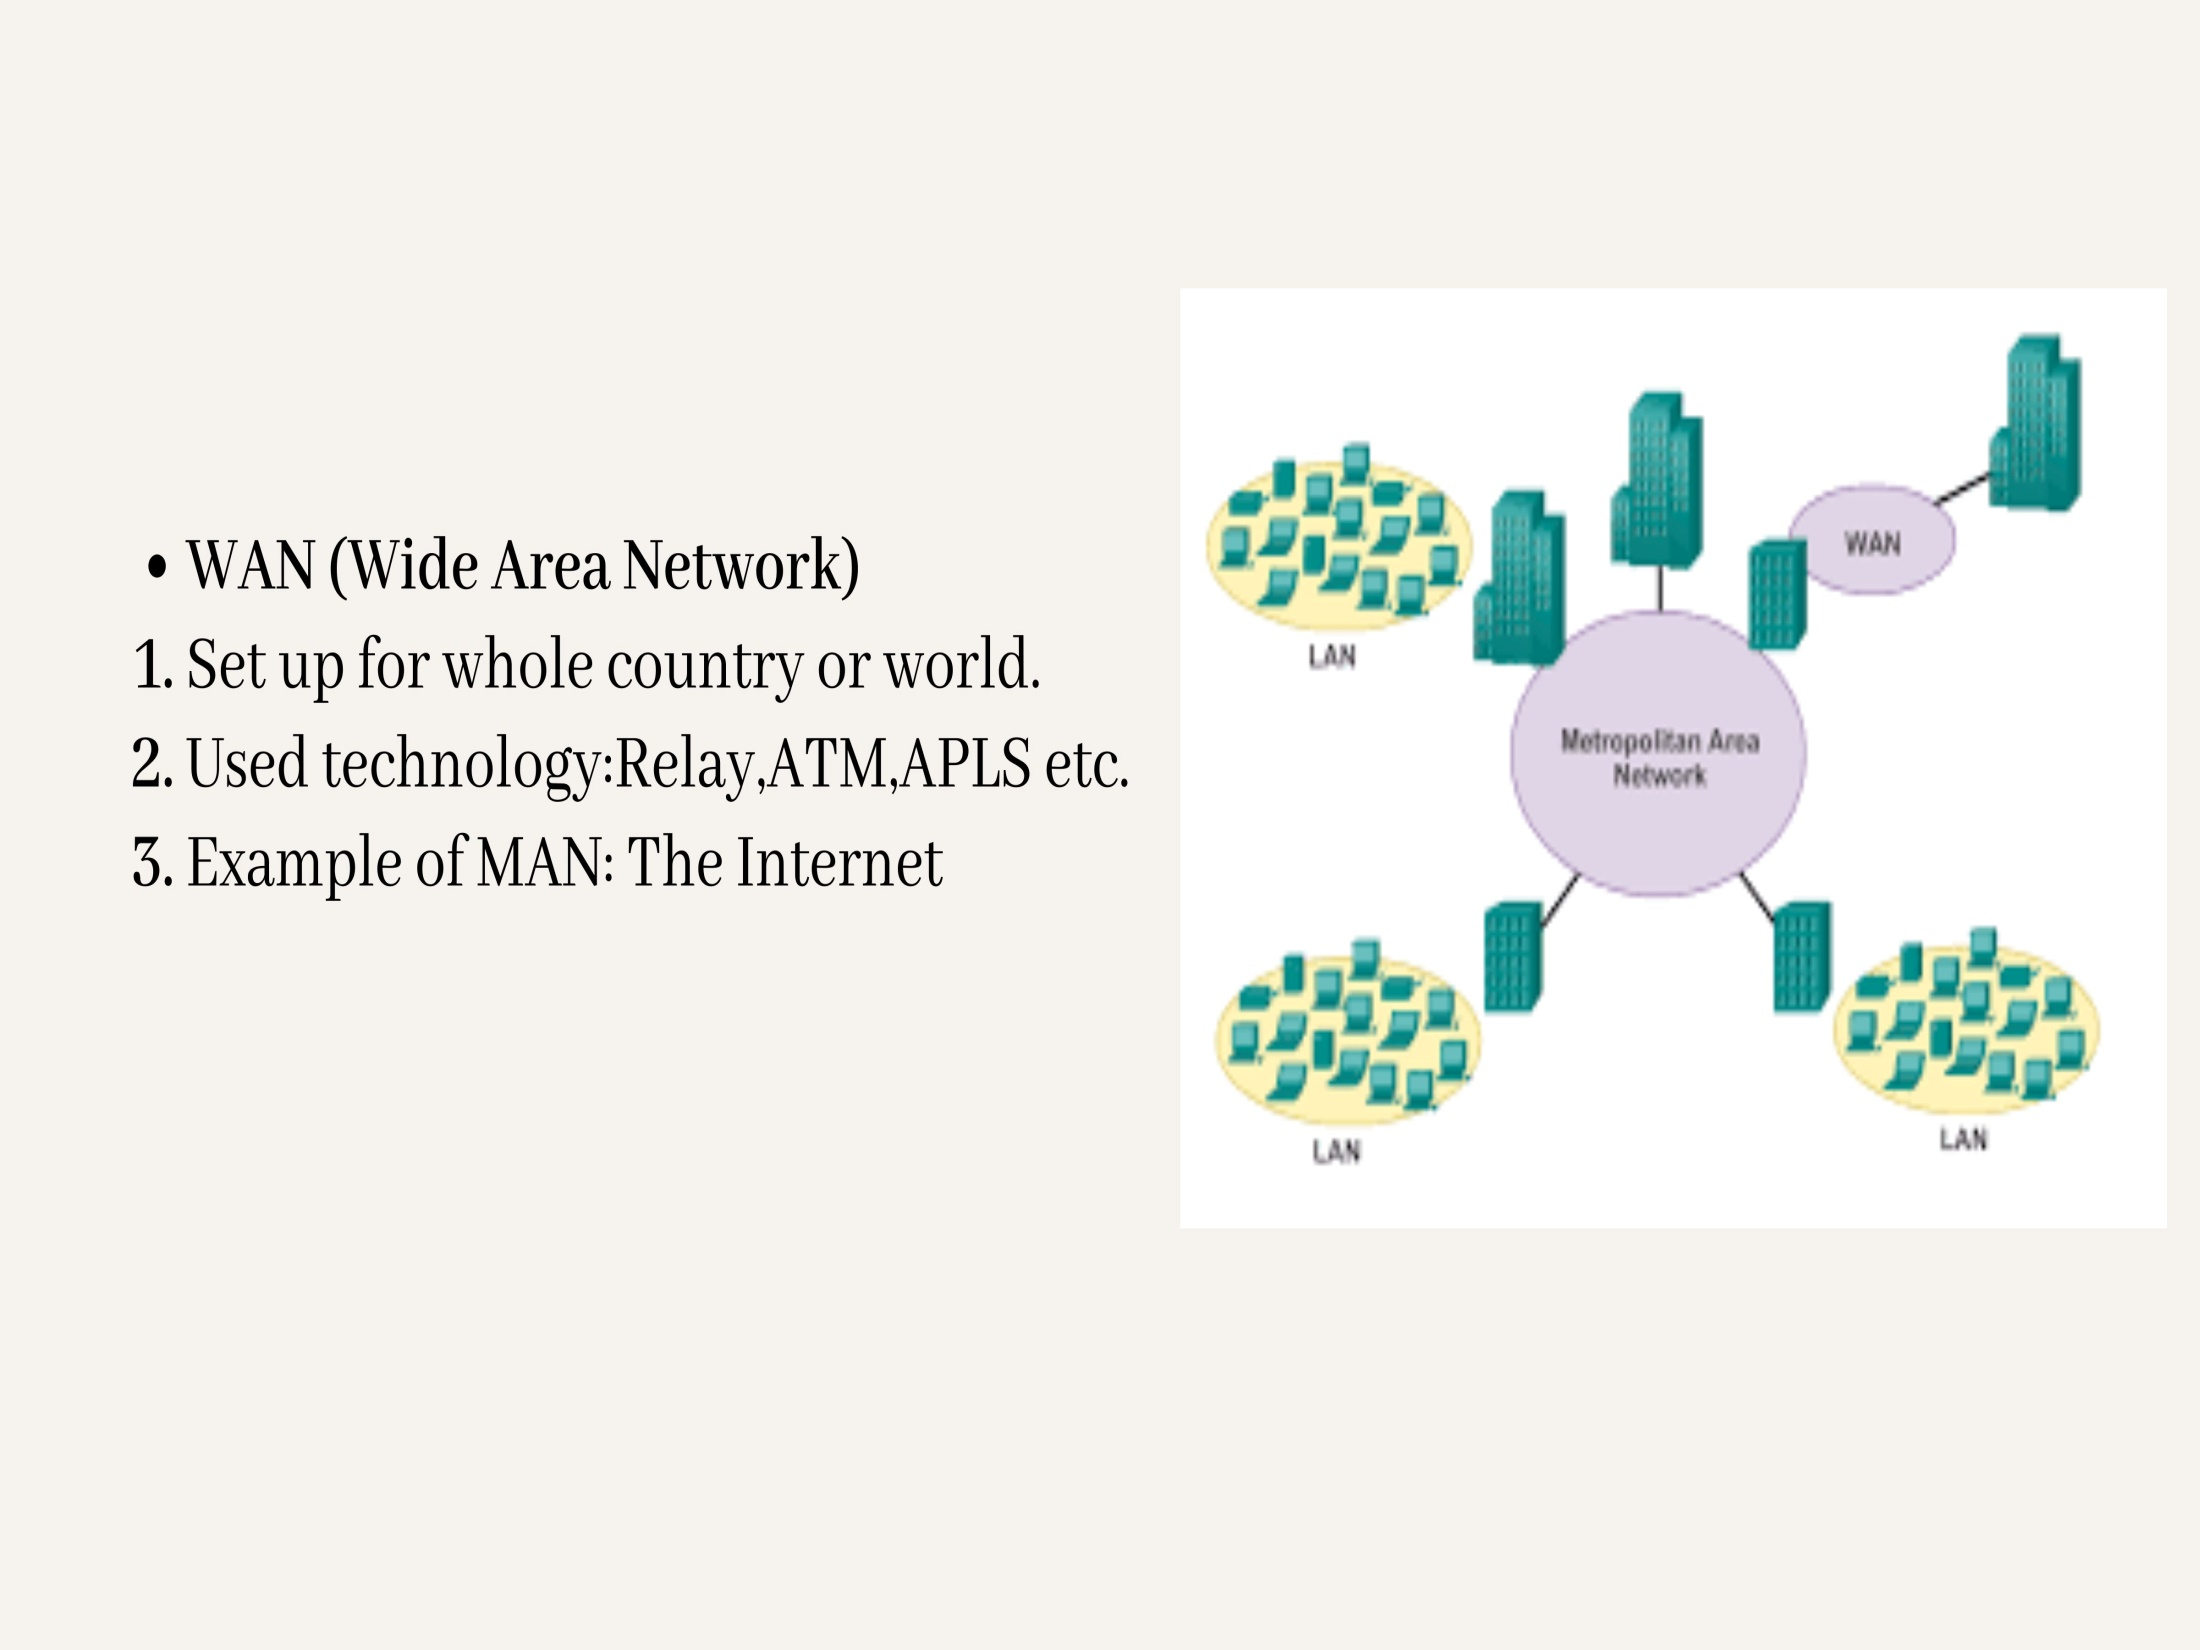 • WAN (Wide Area Network)
1. Set up for whole country or world.
2. Used technology:Relay,ATM,APLS etc.
3. Example of MAN: The Internet
LAN
WAN
Metropolitan Area
Network
LAN
LAN